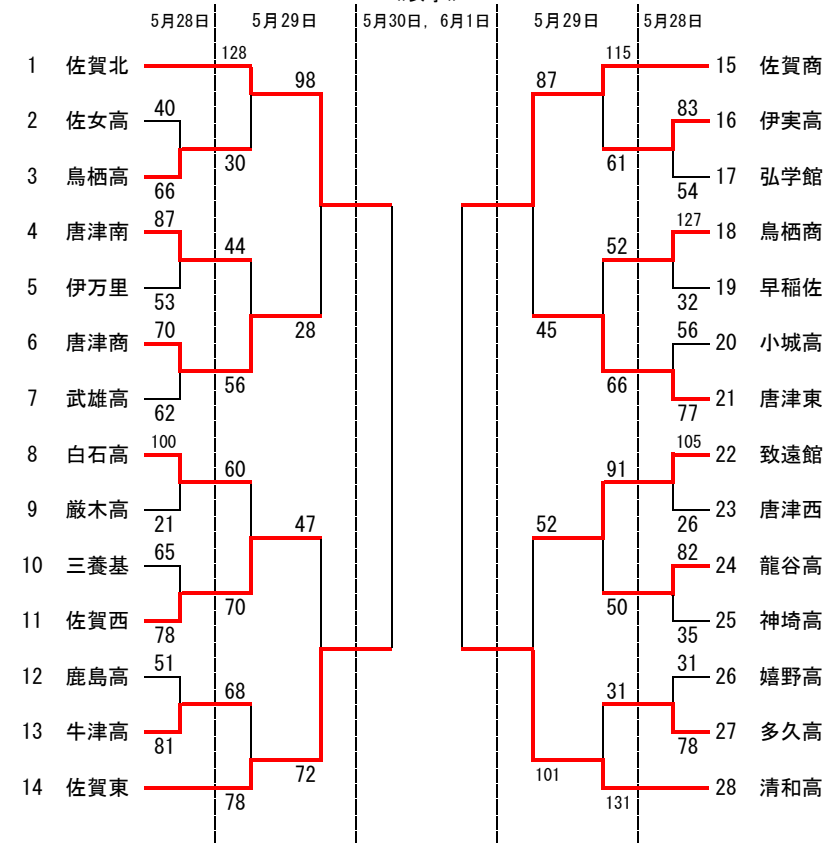 5月28日 5月29日 5月30日, 6月1日 5月29日 5月28日
128 115
1 佐賀北 98 87 15 佐賀商
40 83
2 佐女高 16 伊実高
30 61
3 鳥栖高 17 弘学館
66 54
87 127
4 唐津南 44 52 18 鳥栖商
5 伊万里 19 早稲佐
53 32
70 28 45 56
6 唐津商 20 小城高
56 66
7 武雄高 21 唐津東
62 77
100 105
8 白石高 60 91 22 致遠館
9 厳木高 23 唐津西
21 47 52 26
65 82
10 三養基 24 龍谷高
70 50
11 佐賀西 25 神埼高
78 35
51 31
12 鹿島高 68 31 26 嬉野高
13 牛津高 27 多久高
81 78
72 101
14 佐賀東 28 清和高
78 131